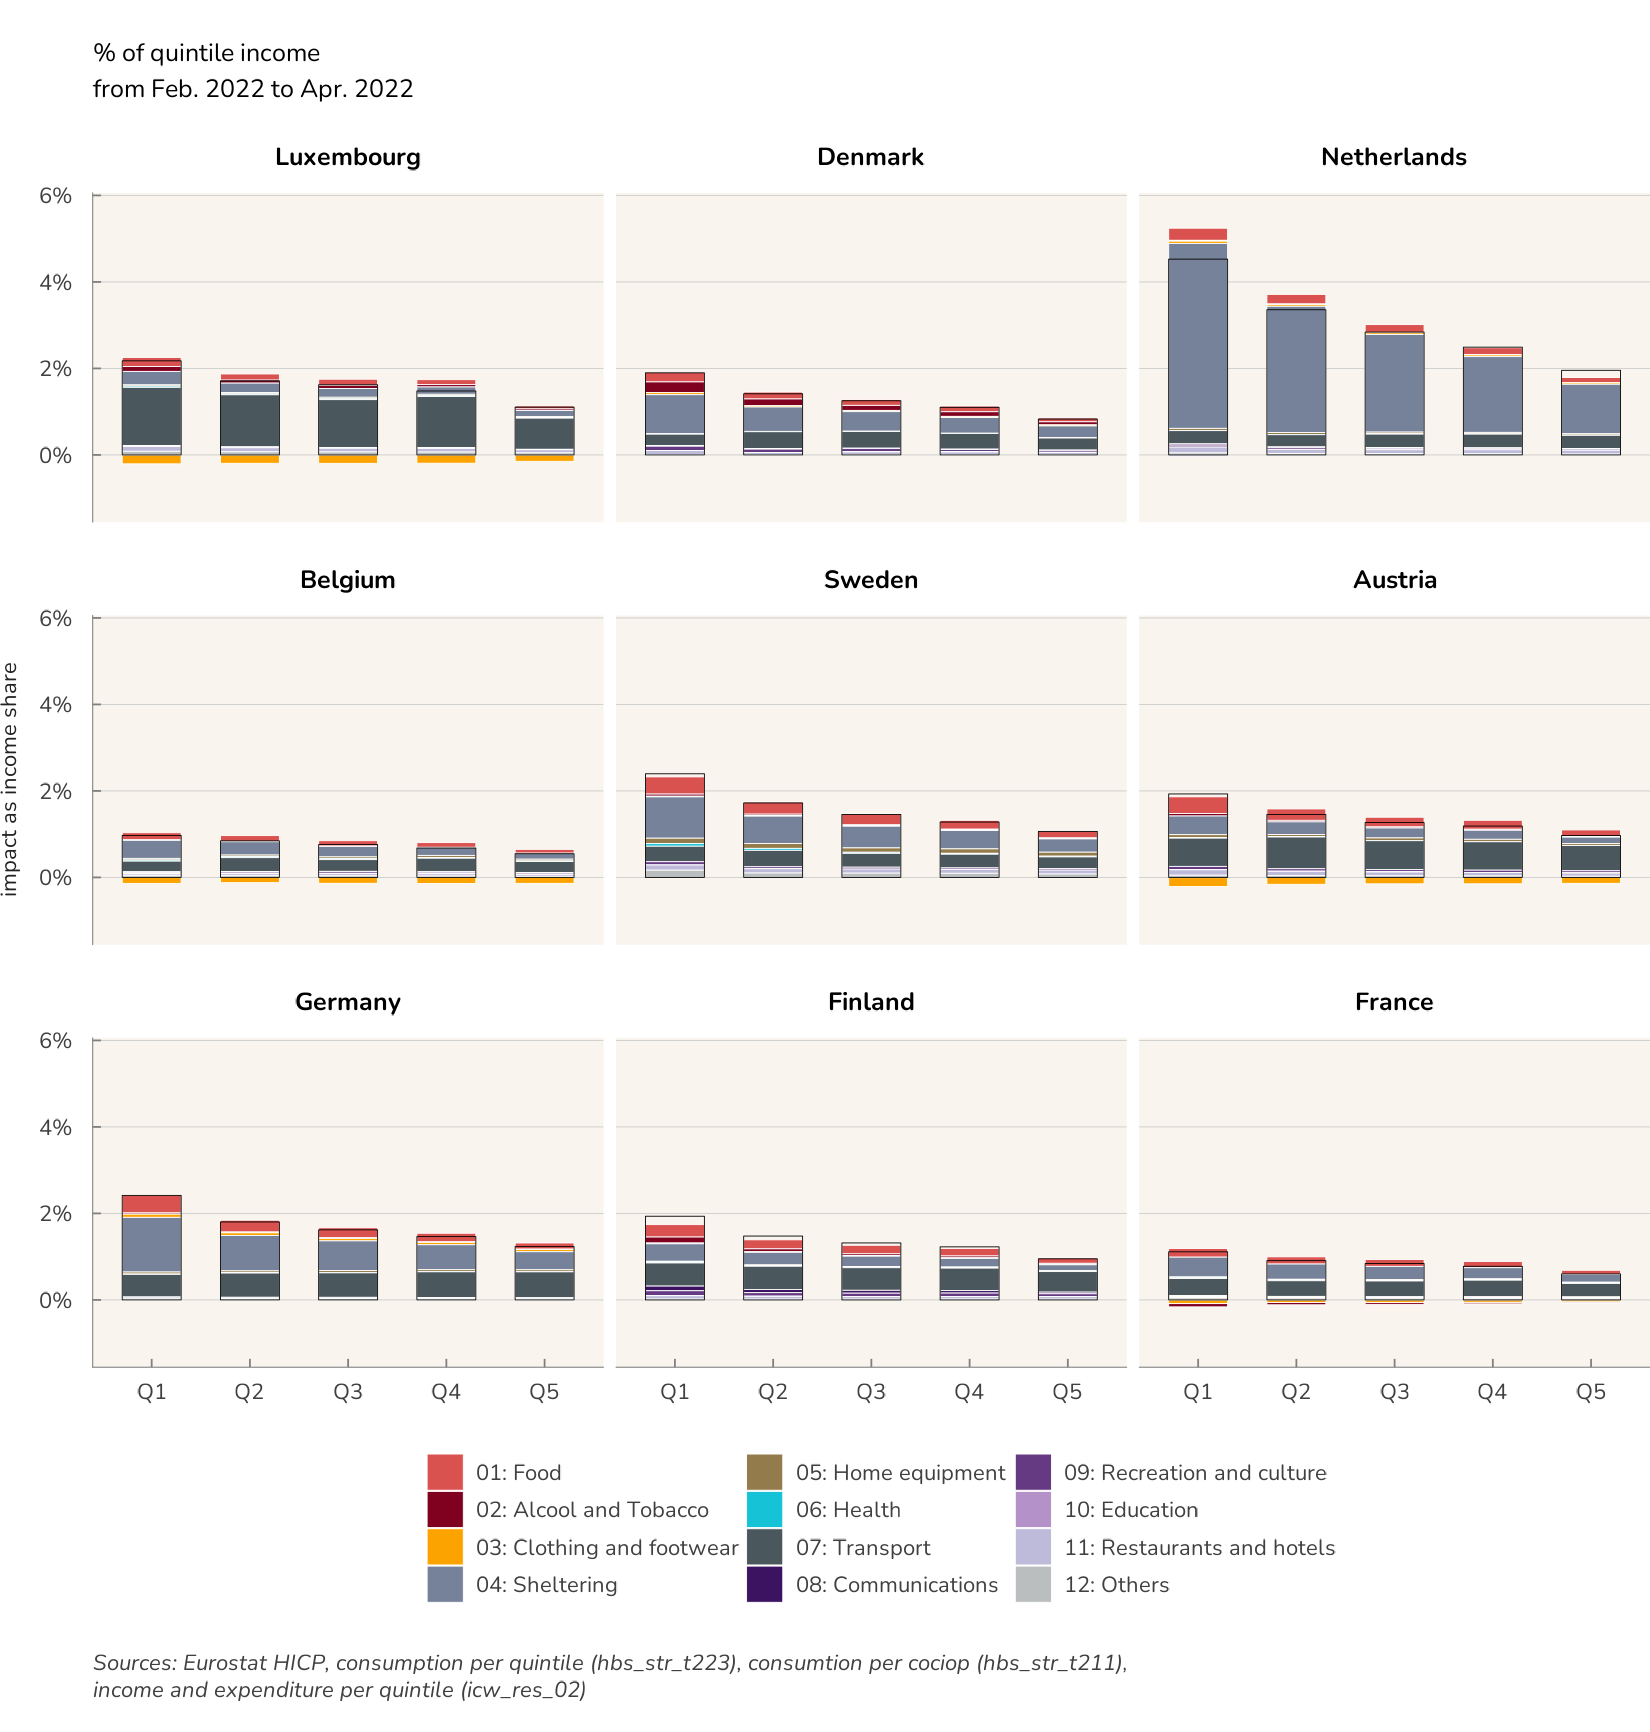 % of quintile income
from Feb. 2022 to Apr. 2022
Luxembourg
Denmark
Netherlands
6%
4%
2%
0%
Belgium
Sweden
Austria
6%
4%
2%
0%
impact as income share
Germany
Finland
France
6%
4%
2%
0%
Q1 Q2 Q3 Q4 Q5
Q1 Q2 Q3 Q4 Q5
Q1 Q2 Q3 Q4 Q5
01: Food
02: Alcool and Tobacco
03: Clothing and footwear
04: Sheltering
05: Home equipment
06: Health
07: Transport
08: Communications
09: Recreation and culture
10: Education
11: Restaurants and hotels
12: Others
Sources: Eurostat HICP, consumption per quintile (hbs_str_t223), consumtion per cociop (hbs_str_t211),
income and expenditure per quintile (icw_res_02)